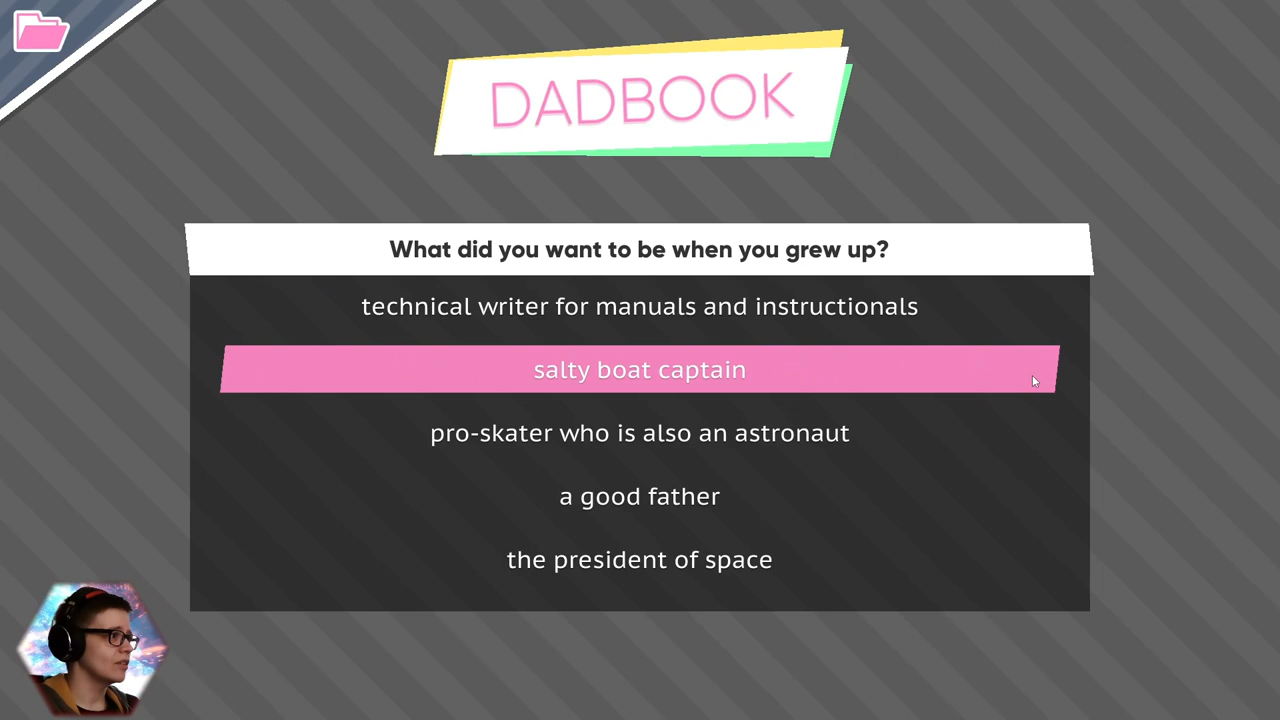 DADBOOK
What did you want to be when you grew up?
technical writer for manuals and instructionals
salty boat captain
pro-skater who is also an astronaut
a good father
the president of space